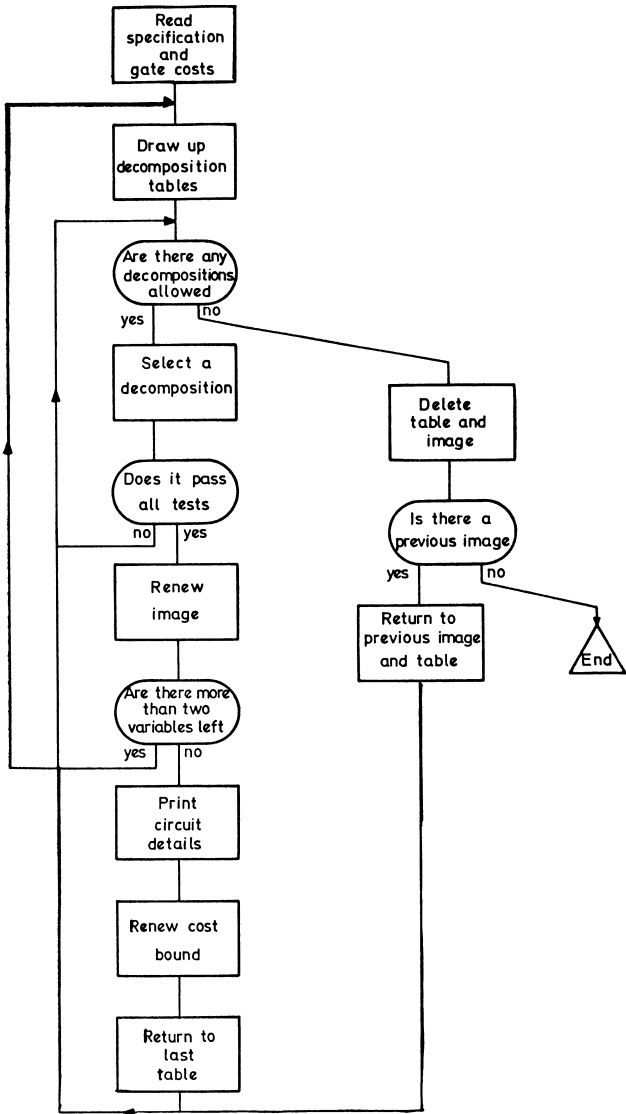 Read
specification
and
gate costs
Draw up
decomposition
tables
Are there any
decompositions
allowed
yes
no
Select a
decomposition
Does it pass
all tests
no
yes
Renew
image
Are there more
than two
variables left
yes
no
Print
circuit
details
Renew cost
bound
Return to
last
table
Delete
table and
image
Is there a
previous image
yes
no
Return to
previous image
and table
End